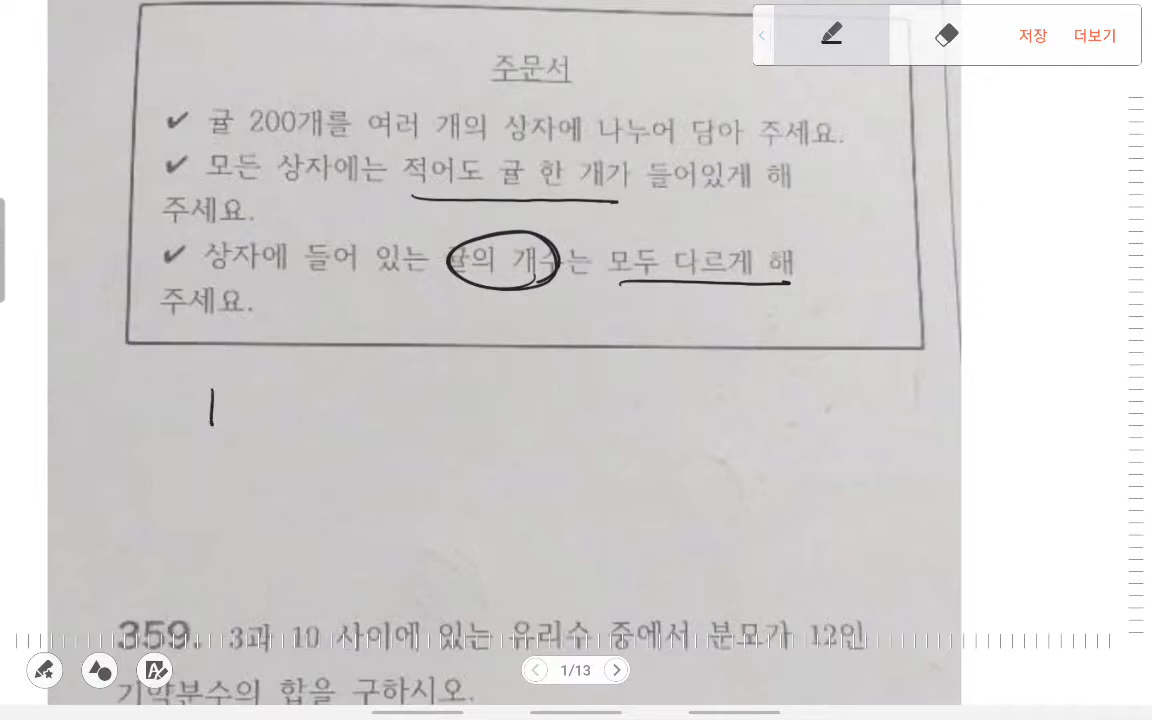 저장 더보기
주문서
✔ 귤 200개를 여러 개의 상자에 나누어 담아 주세요.
✔ 모든 상자에는 적어도 귤 한 개가 들어있게 해
주세요.
✔ 상자에 들어 있는 귤의 개수는 모두 다르게 해
주세요.
1
359. 3과 10 사이에 있는 유리수 중에서 분모가 12인
기약분수의 합을 구하시오.
1/13